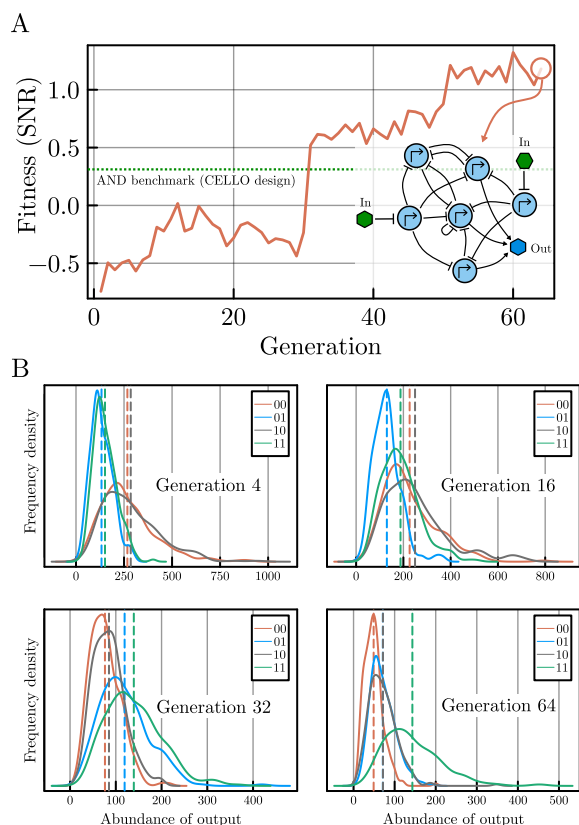 A
Fitness (SNR)
1.0
0.5
0.0
−0.5
AND benchmark (CELLO design)
In
In
Out
0
20
40
60
Generation
B
Frequency density
00
01
10
11
Generation 4
0
250
500
750
1000
00
01
10
11
Generation 16
0
200
400
600
800
Frequency density
00
01
10
11
Generation 32
0
100
200
300
400
Abundance of output
00
01
10
11
Generation 64
0
100
200
300
400
500
Abundance of output